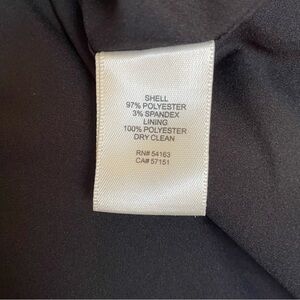 SHELL
97% POLYESTER
3% SPANDEX
LINING
100% POLYESTER
DRY CLEAN
RN# 54163
CA# 57151